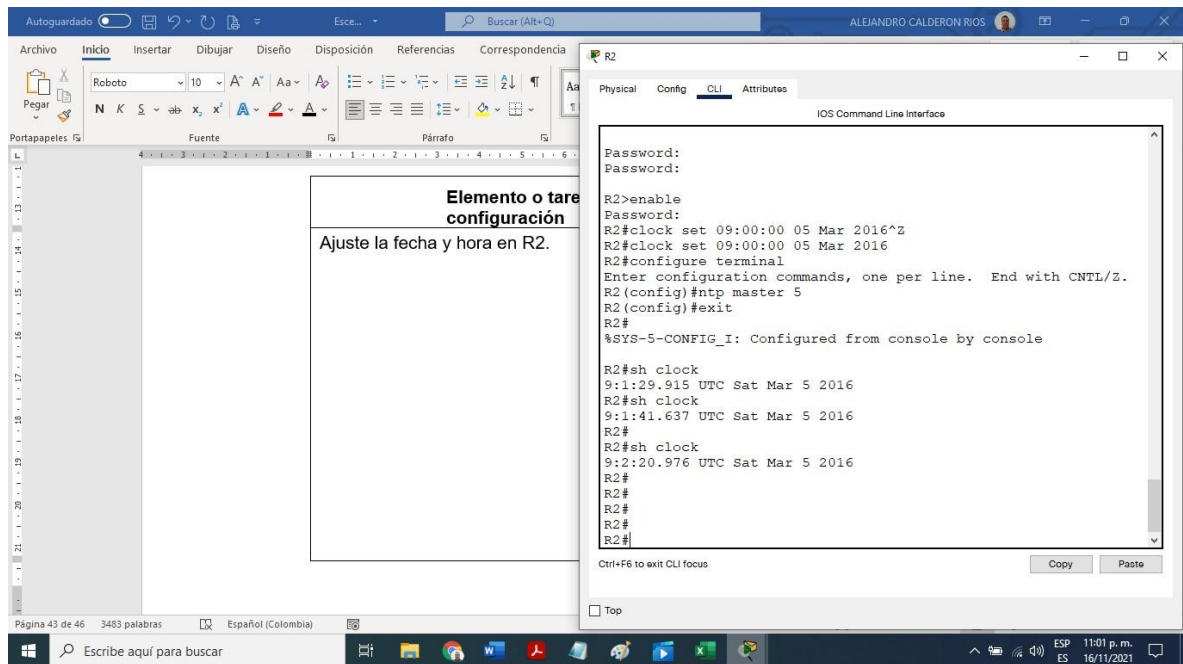 Autoguardado
Esce...
Buscar (Alt+Q)
ALEJANDRO CALDERON RIOS
Archivo Inicio Insertar Dibujar Diseño Disposición Referencias Correspondencia
Pegar
Roboto 10
N K S
Portapapeles
Fuente
Párrafo
Elemento o tare
configuración
Ajuste la fecha y hora en R2.
R2
Physical Config CLI Attributes
IOS Command Line Interface
Password:
Password:
R2>enable
Password:
R2#clock set 09:00:00 05 Mar 2016^Z
R2#clock set 09:00:00 05 Mar 2016
R2#configure terminal
Enter configuration commands, one per line. End with CNTL/Z.
R2(config)#ntp master 5
R2(config)#exit
R2#
%SYS-5-CONFIG_I: Configured from console by console
R2#sh clock
9:1:29.915 UTC Sat Mar 5 2016
R2#sh clock
9:1:41.637 UTC Sat Mar 5 2016
R2#
R2#sh clock
9:2:20.976 UTC Sat Mar 5 2016
R2#
R2#
R2#
R2#
R2#
Ctrl+F6 to exit CLI focus
Copy
Paste
Top
Página 43 de 46 3483 palabras Español (Colombia)
Escribe aquí para buscar
ESP
ES
11:01 p. m.
16/11/2021